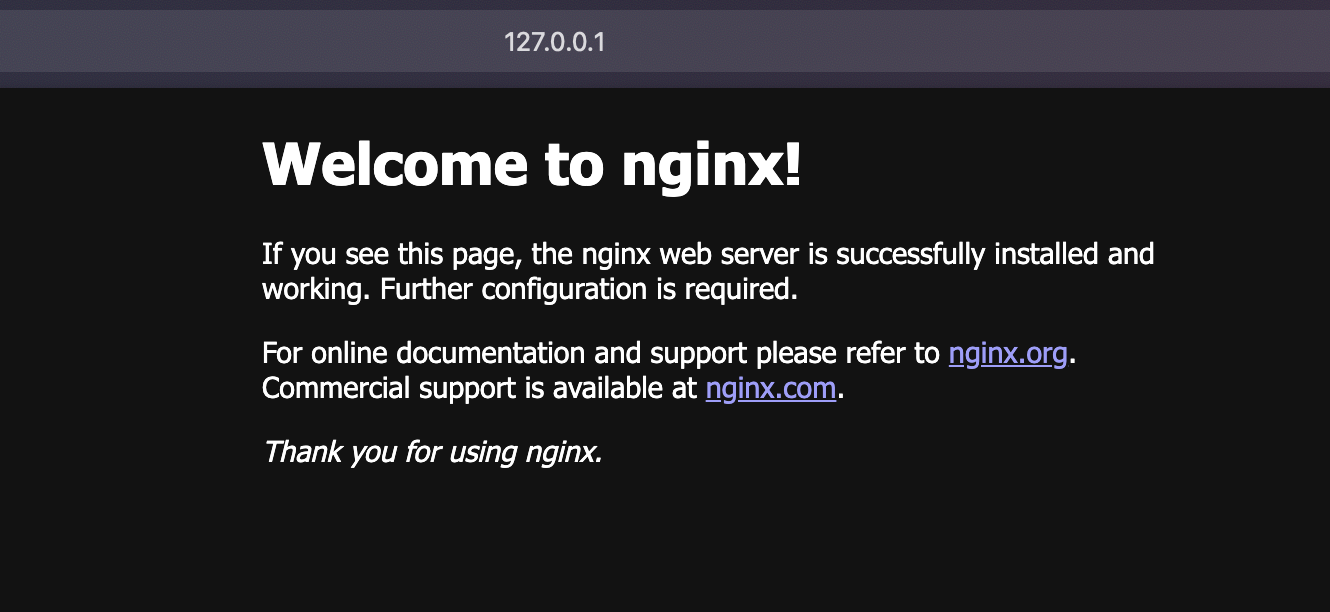 127.0.0.1
Welcome to nginx!
If you see this page, the nginx web server is successfully installed and
working. Further configuration is required.
For online documentation and support please refer to nginx.org.
Commercial support is available at nginx.com.
Thank you for using nginx.